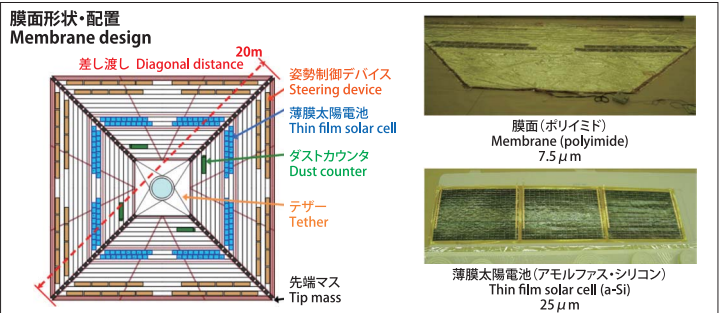 膜面形状・配置
Membrane design
20m
差し渡し Diagonal distance
姿勢制御デバイス
Steering device
薄膜太陽電池
Thin film solar cell
ダストカウンタ
Dust counter
テザー
Tether
先端マス
Tip mass
膜面（ポリイミド）
Membrane (polyimide)
7.5μm
薄膜太陽電池（アモルファス・シリコン）
Thin film solar cell (a-Si)
25μm